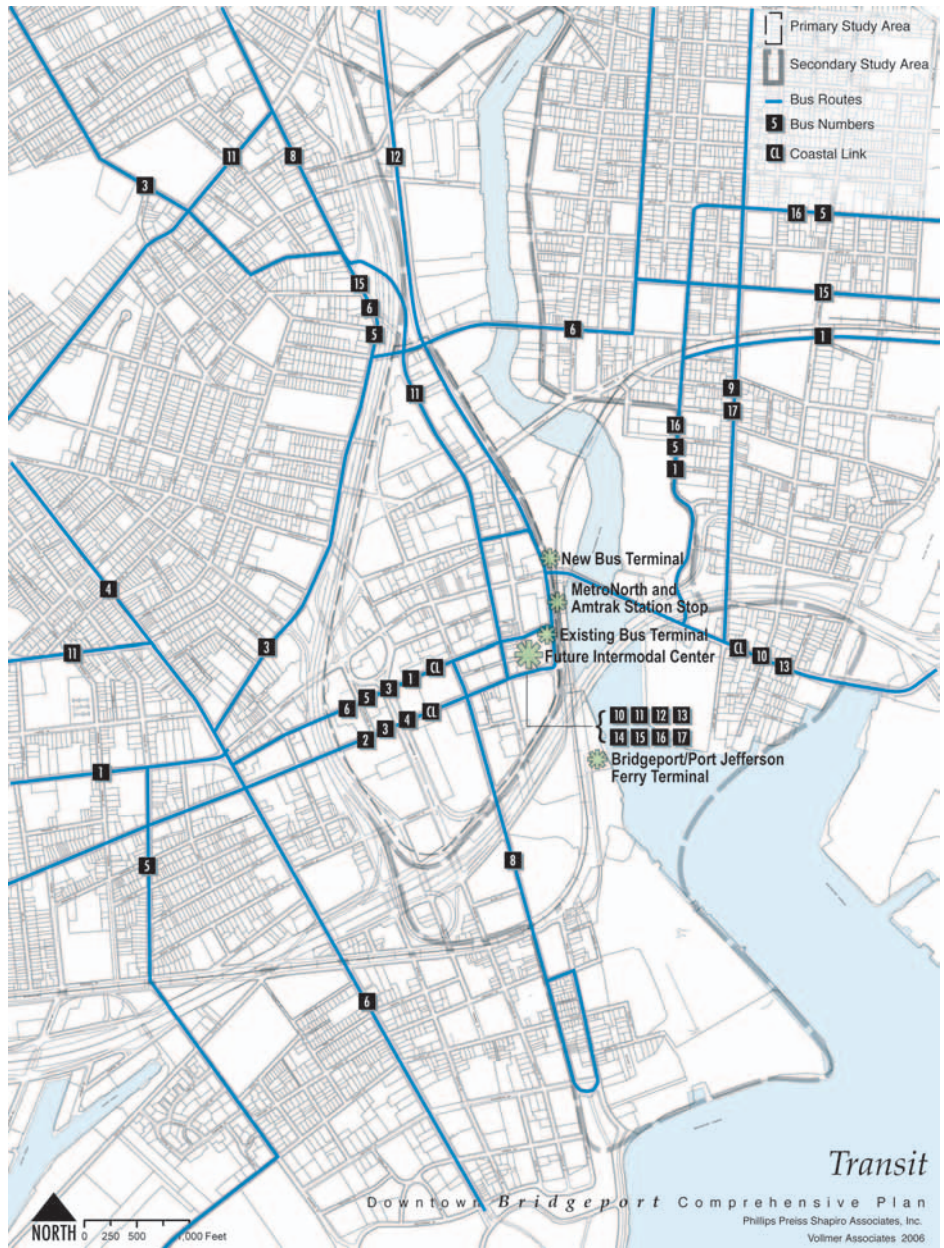 Primary Study Area
Secondary Study Area
Bus Routes
5 Bus Numbers
CL Coastal Link
11
8
12
3
16 5
15
15
6
5
6
1
11
9
17
16
5
1
New Bus Terminal
MetroNorth and
Amtrak Station Stop
4
Existing Bus Terminal
Future Intermodal Center
CL
10
13
11
3
6 5 3 1 CL
2 3 4 CL
10 11 12 13
14 15 16 17
Bridgeport/Port Jefferson
Ferry Terminal
1
5
8
6
Transit
Downtown Bridgeport Comprehensive Plan
Phillips Preiss Shapiro Associates, Inc.
Vollmer Associates 2006
NORTH
0 250 500 1,000 Feet